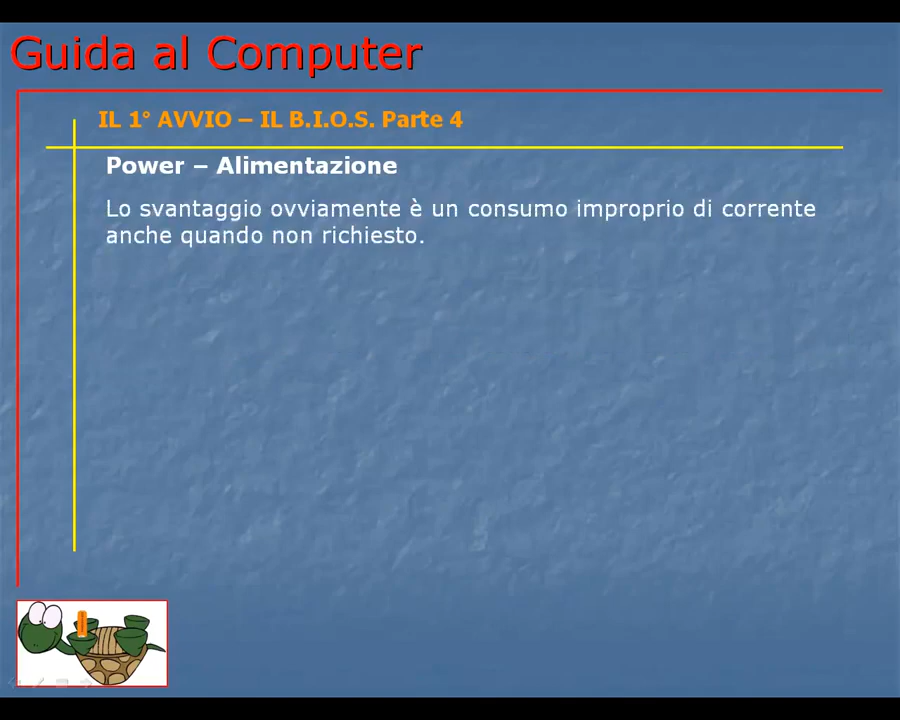 Guida al Computer
IL 1° AVVIO – IL B.I.O.S. Parte 4
Power – Alimentazione
Lo svantaggio ovviamente è un consumo improprio di corrente
anche quando non richiesto.